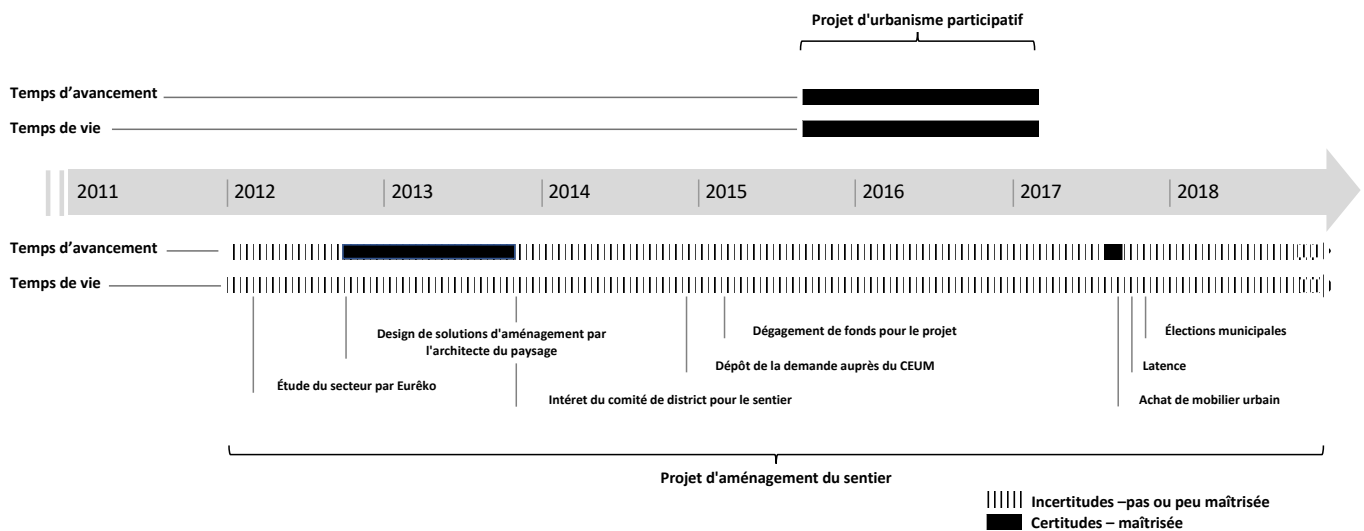 Projet d'urbanisme participatif
Temps d’avancement
Temps de vie
2011
2012
2013
2014
2015
2016
2017
2018
Temps d’avancement
Temps de vie
Design de solutions d'aménagement par
l'architecte du paysage
Dégagement de fonds pour le projet
Élections municipales
Étude du secteur par Eurêko
Dépôt de la demande auprès du CEUM
Latence
Intéret du comité de district pour le sentier
Achat de mobilier urbain
Projet d'aménagement du sentier
Incertitudes –pas ou peu maîtrisée
Certitudes – maîtrisée